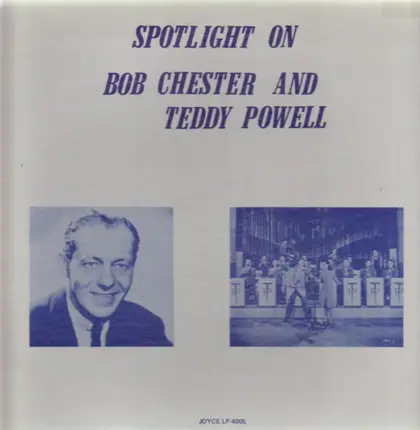 SPOTLIGHT ON
BOB CHESTER AND
TEDDY POWELL
JOYCE LP-4005